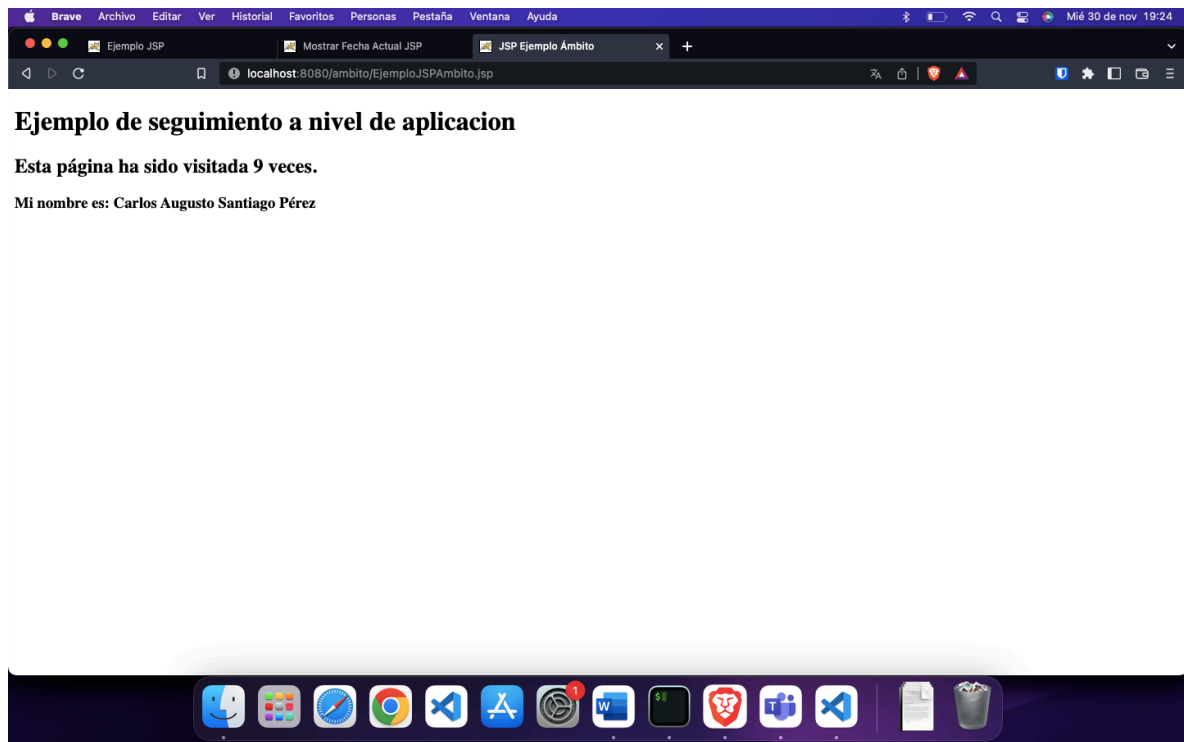 Brave Archivo Editar Ver Historial Favoritos Personas Pestaña Ventana Ayuda Mié 30 de nov 19:24
Ejemplo JSP Mostrar Fecha Actual JSP JSP Ejemplo Ámbito
localhost:8080/ambito/EjemploJSPAmbito.jsp
Ejemplo de seguimiento a nivel de aplicacion
Esta página ha sido visitada 9 veces.
Mi nombre es: Carlos Augusto Santiago Pérez
1
W
$
T